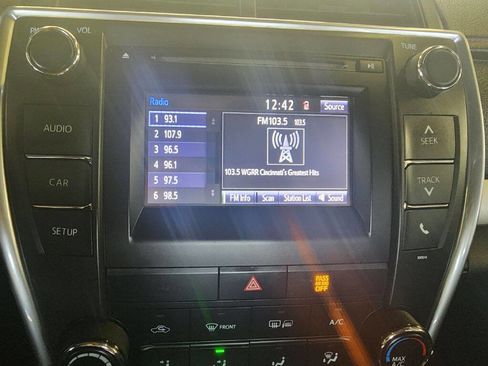 PWR VOL
TUNE
Radio 12:42 Source
FM103.5 103.5
1 93.1
2 107.9
3 96.5
4 96.1
5 97.5
6 98.5
103.5 WGRR Cincinnati's Greatest Hits
FM Info Scan Station List Sound
AUDIO
CAR
SETUP
SEEK
TRACK
PASS
AIR BAG
OFF
FRONT
A/C
MAX
A/C